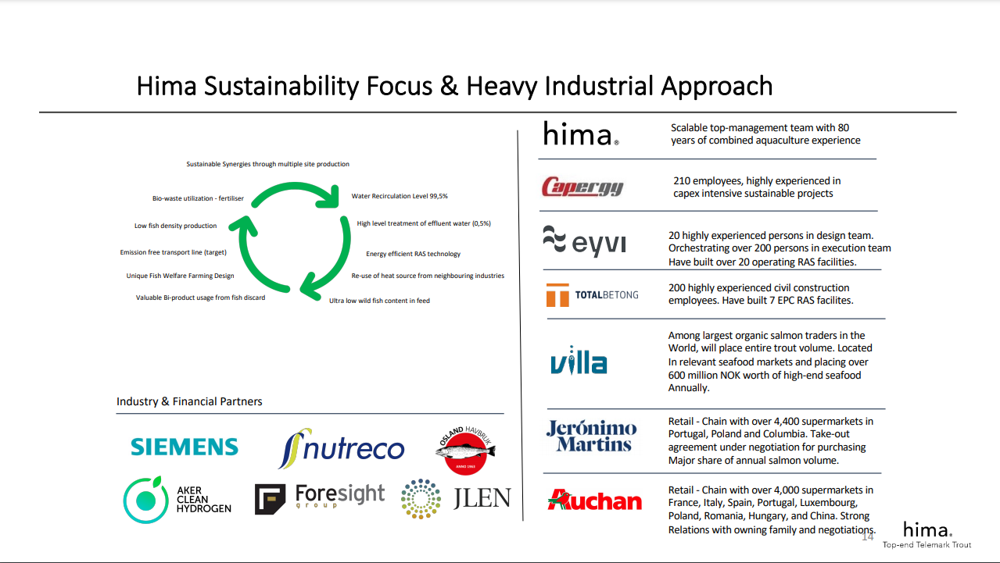 Hima Sustainability Focus & Heavy Industrial Approach
Sustainable Synergies through multiple site production
Bio-waste utilization - fertiliser
Water Recirculation Level 99,5%
Low fish density production
High level treatment of effluent water (0,5%)
Emission free transport line (target)
Energy efficient RAS technology
Unique Fish Welfare Farming Design
Re-use of heat source from neighbouring industries
Valuable Bi-product usage from fish discard
Ultra low wild fish content in feed
Industry & Financial Partners
SIEMENS
nutreco
OSLAND HAVBRUK
ANNO 1963
AKER
CLEAN
HYDROGEN
Foresight
group
JLEN
hima®
Scalable top-management team with 80
years of combined aquaculture experience
Capergy
210 employees, highly experienced in
capex intensive sustainable projects
eyvi
20 highly experienced persons in design team.
Orchestrating over 200 persons in execution team
Have built over 20 operating RAS facilities.
TOTALBETONG
200 highly experienced civil construction
employees. Have built 7 EPC RAS facilites.
villa
Among largest organic salmon traders in the
World, will place entire trout volume. Located
In relevant seafood markets and placing over
600 million NOK worth of high-end seafood
Annually.
Jerónimo
Martins
Retail - Chain with over 4,400 supermarkets in
Portugal, Poland and Columbia. Take-out
agreement under negotiation for purchasing
Major share of annual salmon volume.
Auchan
Retail - Chain with over 4,000 supermarkets in
France, Italy, Spain, Portugal, Luxembourg,
Poland, Romania, Hungary, and China. Strong
Relations with owning family and negotiations.
14
hima®
Top-end Telemark Trout